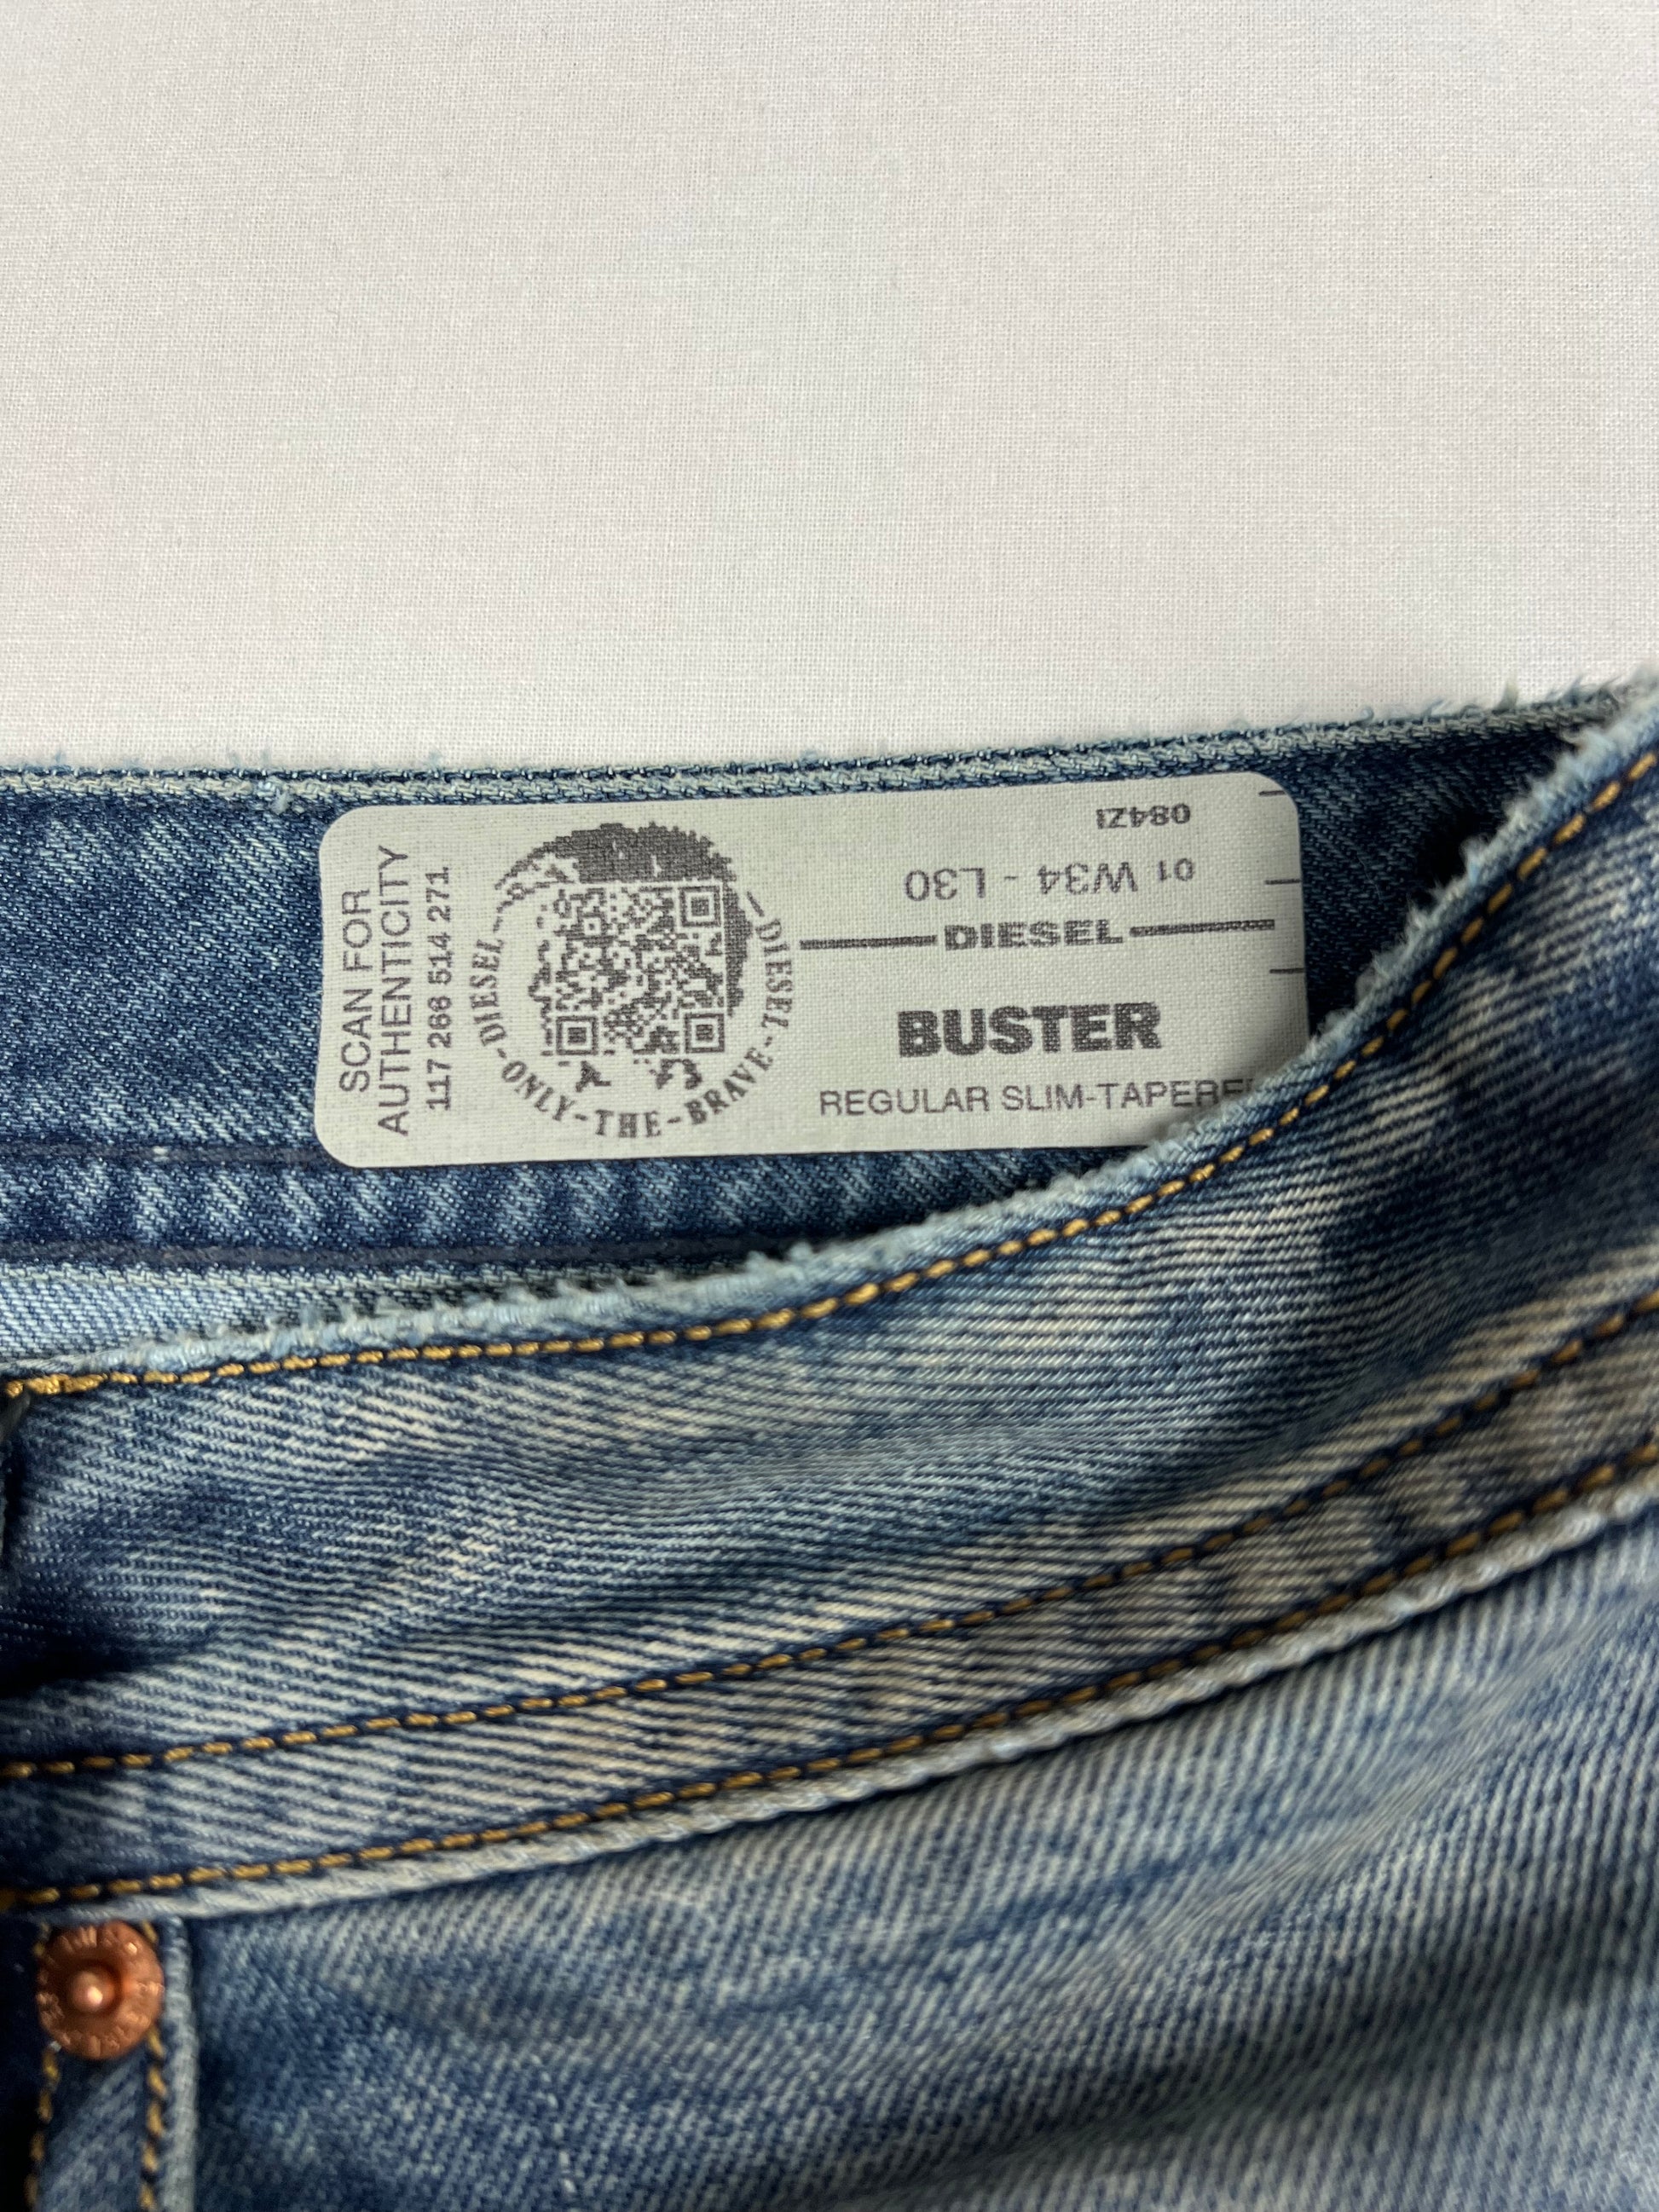 SCAN FOR
AUTHENTICITY
117 266 514 271
DIESEL-ONLY-THE-BRAVE-DIESEL
084ZI
01 W34 - L30
DIESEL
BUSTER
REGULAR SLIM-TAPERE